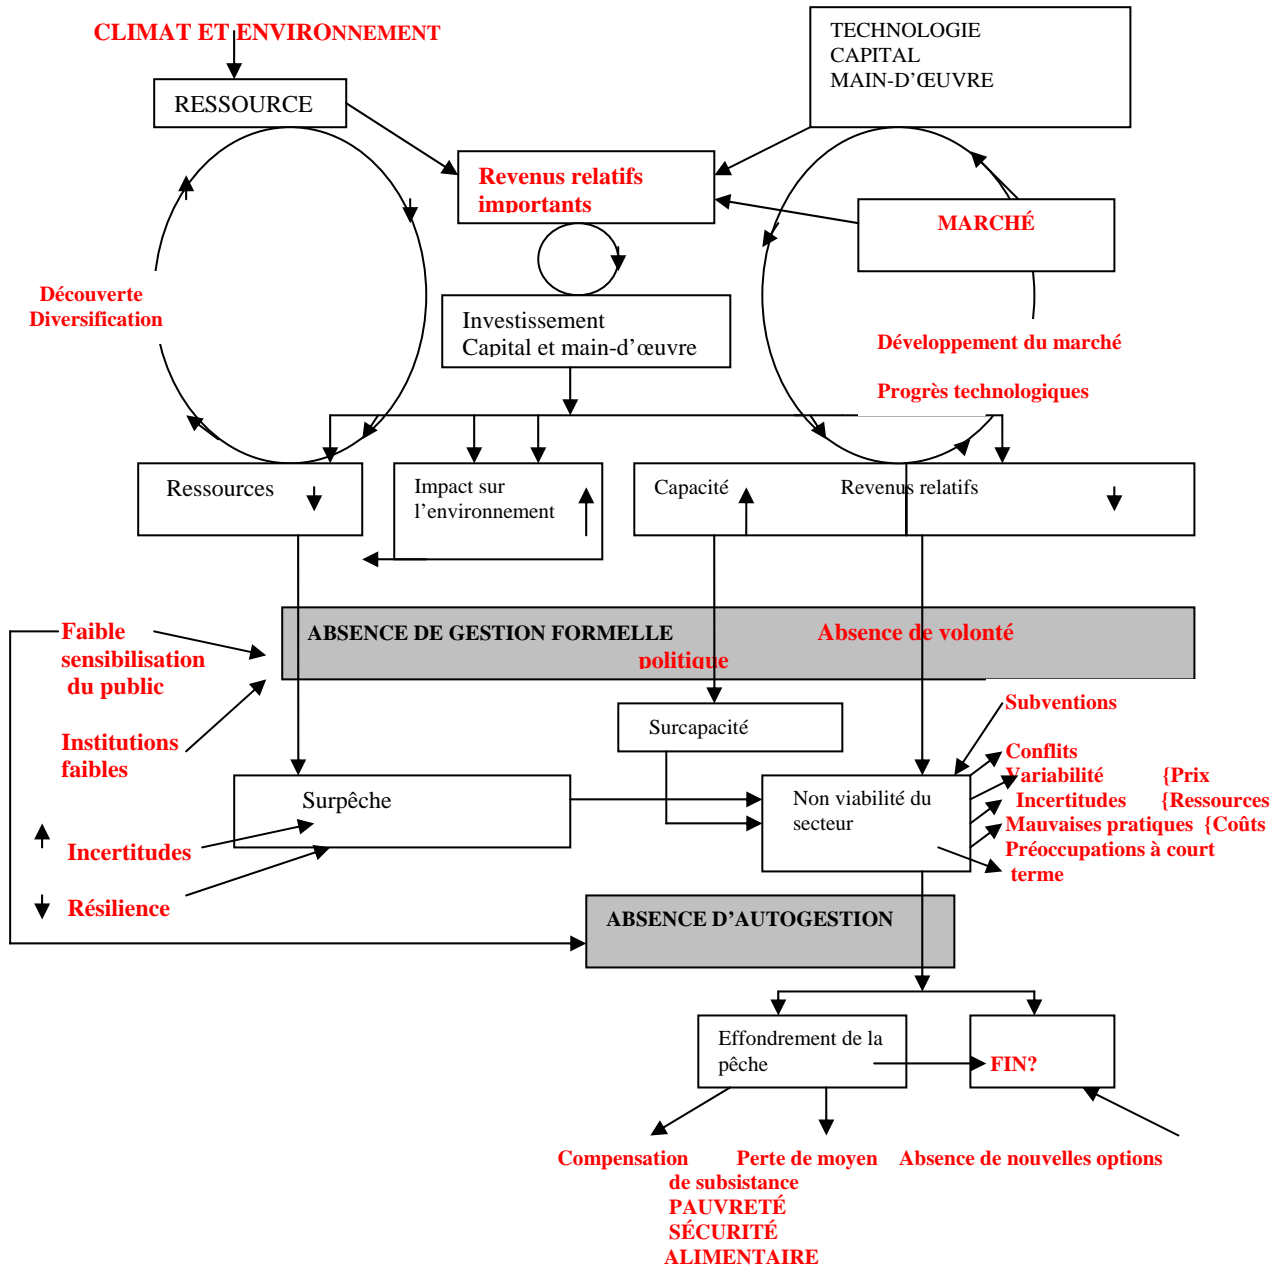 CLIMAT ET ENVIRONNEMENT
TECHNOLOGIE
CAPITAL
MAIN-D'ŒUVRE
RESSOURCE
Revenus relatifs
importants
MARCHÉ
Découverte
Diversification
Investissement
Capital et main-d'œuvre
Développement du marché
Progrès technologiques
Ressources
Impact sur
l'environnement
Capacité
Revenus relatifs
ABSENCE DE GESTION FORMELLE Absence de volonté
politique
Faible
sensibilisation
du public
Institutions
faibles
Surcapacité
Subventions
Conflits
Variabilité {Prix
Incertitudes {Ressources
Mauvaises pratiques {Coûts
Préoccupations à court
terme
Surpêche
Non viabilité du
secteur
Incertitudes
Résilience
ABSENCE D'AUTOGESTION
Effondrement de la
pêche
FIN?
Compensation Perte de moyen Absence de nouvelles options
de subsistance
PAUVRETÉ
SÉCURITÉ
ALIMENTAIRE